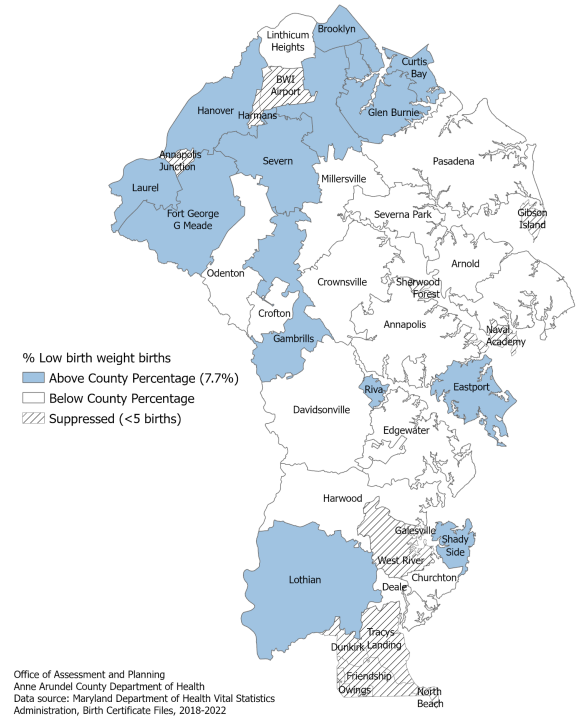 Brooklyn
Linthicum
Heights
Curtis
Bay
BWI
Airport
Hanover
Harmans
Glen Burnie
Annapolis
Junction
Severn
Pasadena
Millersville
Laurel
Fort George
G Meade
Severna Park
Gibson
Island
Odenton
Crownsville
Arnold
Sherwood
Forest
Crofton
Annapolis
Naval
Academy
Gambrills
% Low birth weight births
Above County Percentage (7.7%)
Below County Percentage
Suppressed (<5 births)
Riva
Eastport
Davidsonville
Edgewater
Harwood
Galesville
Shady
Side
West River
Lothian
Churchton
Deale
Tracys
Landing
Dunkirk
Friendship
Owings
North
Beach
Office of Assessment and Planning
Anne Arundel County Department of Health
Data source: Maryland Department of Health Vital Statistics
Administration, Birth Certificate Files, 2018-2022